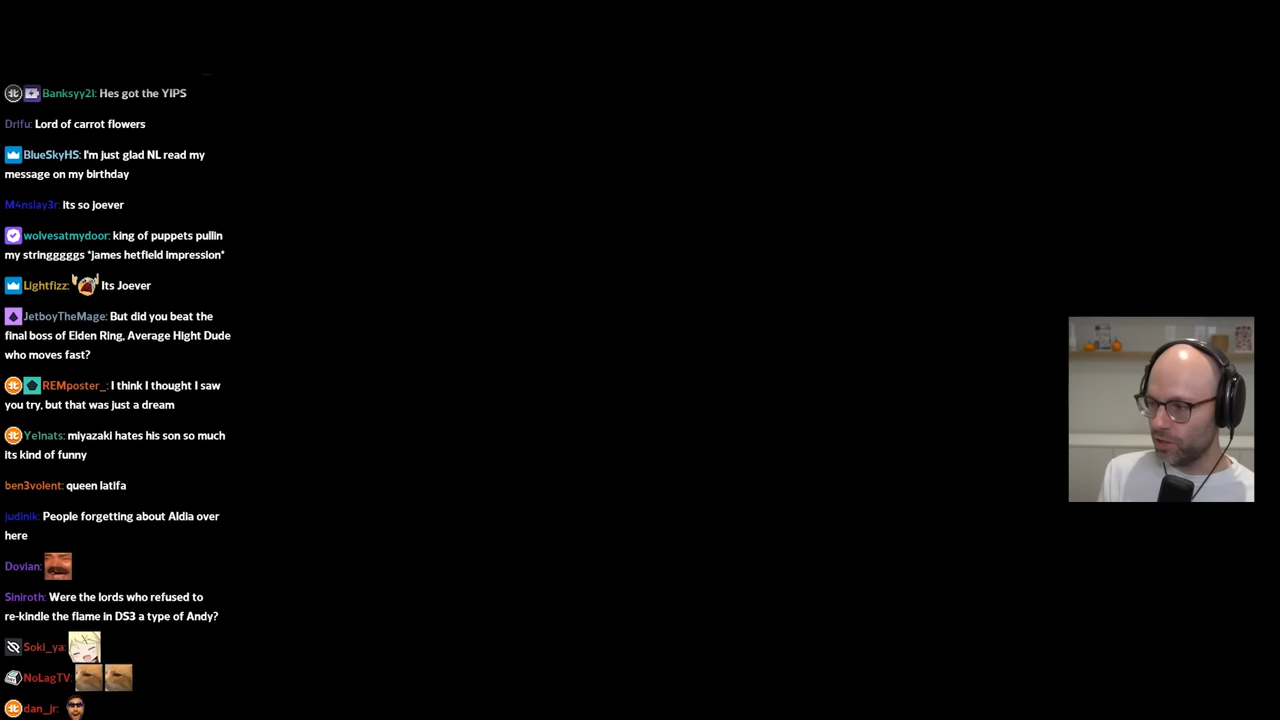 Banksyy21: Hes got the YIPS
Drifu: Lord of carrot flowers
BlueSkyHS: I'm just glad NL read my
message on my birthday
M4nslay3r: its so joever
wolvesatmydoor: king of puppets pullin
my stringggggs *james hetfield impression*
Lightfizz: Its Joever
JetboyTheMage: But did you beat the
final boss of Elden Ring, Average Hight Dude
who moves fast?
REMposter_: I think I thought I saw
you try, but that was just a dream
Ye1nats: miyazaki hates his son so much
its kind of funny
ben3volent: queen latifa
judinik: People forgetting about Aldia over
here
Dovian:
Siniroth: Were the lords who refused to
re-kindle the flame in DS3 a type of Andy?
Soki_ya:
NoLagTV:
dan_jr: